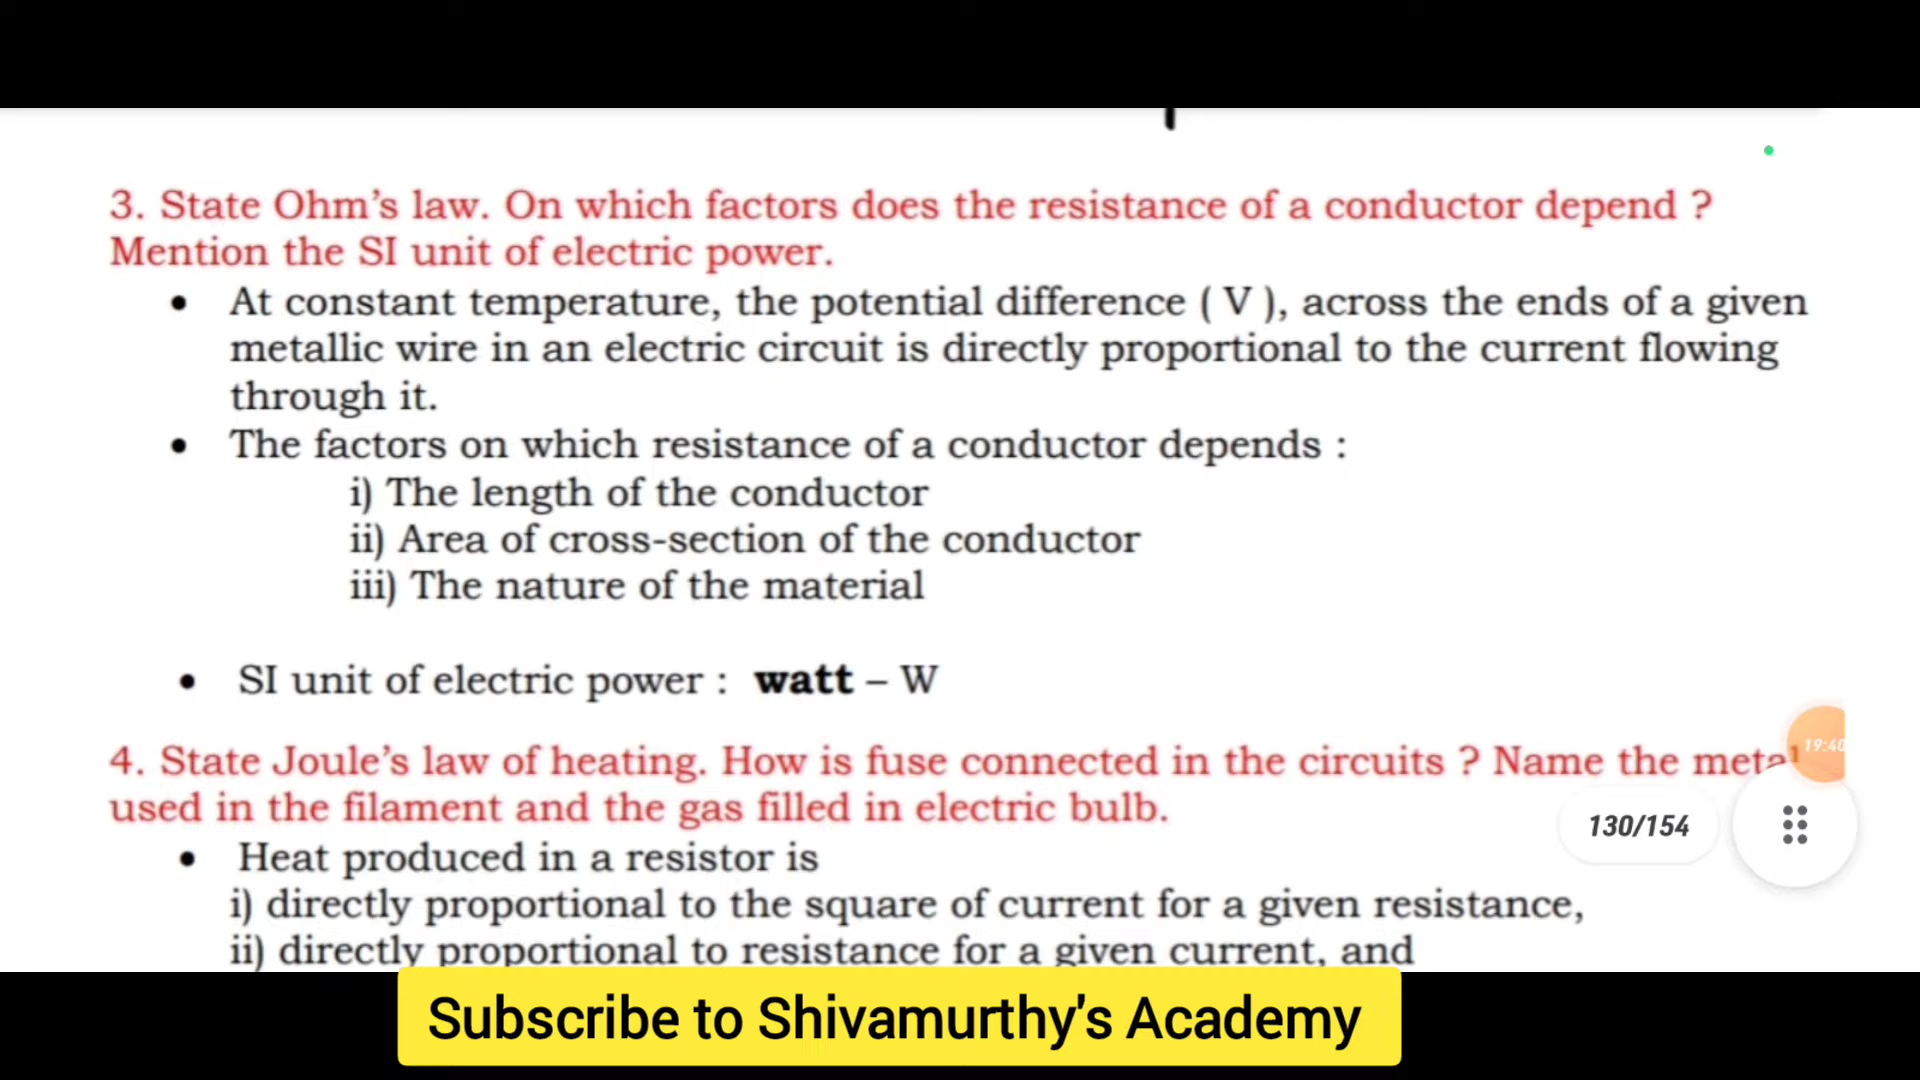 3. State Ohm’s law. On which factors does the resistance of a conductor depend ?
Mention the SI unit of electric power.
• At constant temperature, the potential difference ( V ), across the ends of a given
metallic wire in an electric circuit is directly proportional to the current flowing
through it.
• The factors on which resistance of a conductor depends :
i) The length of the conductor
ii) Area of cross-section of the conductor
iii) The nature of the material
• SI unit of electric power : watt – W
19:40
4. State Joule’s law of heating. How is fuse connected in the circuits ? Name the metal
used in the filament and the gas filled in electric bulb.
130/154
• Heat produced in a resistor is
i) directly proportional to the square of current for a given resistance,
ii) directly proportional to resistance for a given current, and
Subscribe to Shivamurthy's Academy